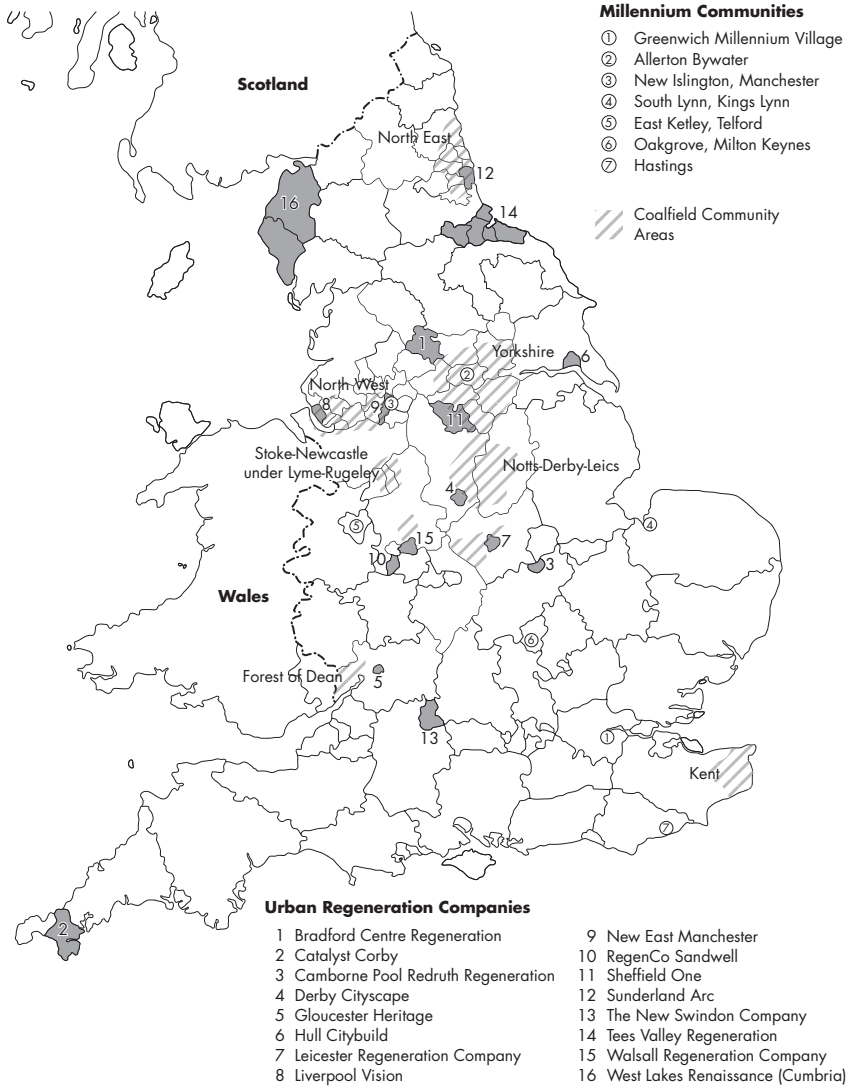 Millennium Communities
① Greenwich Millennium Village
② Allerton Bywater
③ New Islington, Manchester
④ South Lynn, Kings Lynn
⑤ East Ketley, Telford
⑥ Oakgrove, Milton Keynes
⑦ Hastings
Coalfield Community
Areas
Scotland
North East
12
16
14
1
Yorkshire
6
②
North West
8
9
③
11
Stoke-Newcastle
under Lyme-Rugeley
Notts-Derby-Leics
4
⑤
④
15
7
10
3
Wales
⑥
Forest of Dean
5
13
①
Kent
⑦
2
Urban Regeneration Companies
1 Bradford Centre Regeneration
2 Catalyst Corby
3 Camborne Pool Redruth Regeneration
4 Derby Cityscape
5 Gloucester Heritage
6 Hull Citybuild
7 Leicester Regeneration Company
8 Liverpool Vision
9 New East Manchester
10 RegenCo Sandwell
11 Sheffield One
12 Sunderland Arc
13 The New Swindon Company
14 Tees Valley Regeneration
15 Walsall Regeneration Company
16 West Lakes Renaissance (Cumbria)